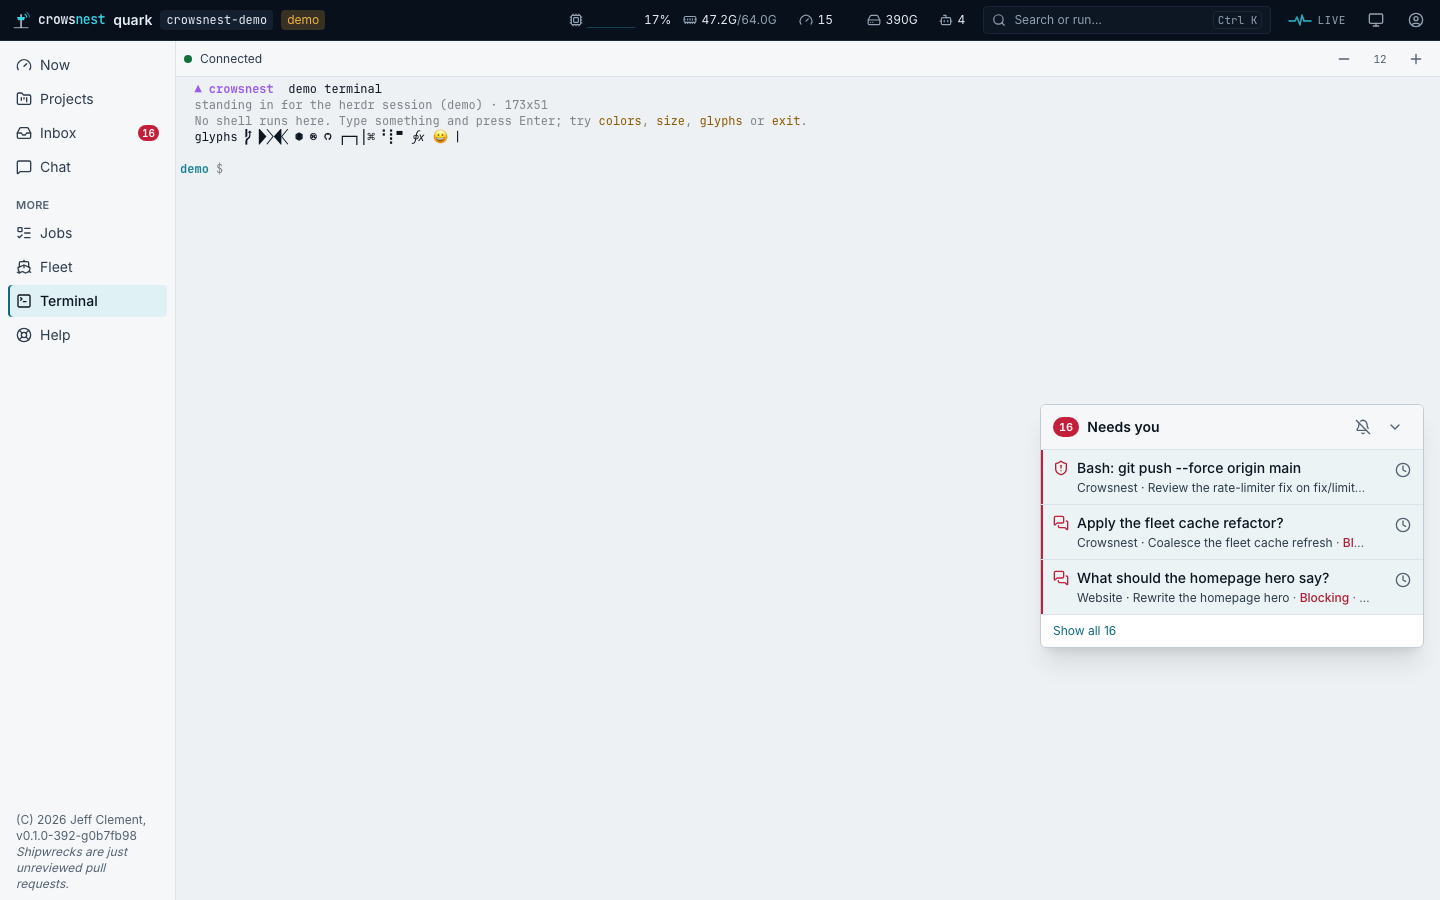 crowsnest quark crowsnest-demo demo 17% 47.2G/64.0G 15 390G 4 Search or run... Ctrl K LIVE
Now
Projects
Inbox 16
Chat
MORE
Jobs
Fleet
Terminal
Help
(C) 2026 Jeff Clement,
v0.1.0-392-g0b7fb98
Shipwrecks are just
unreviewed pull
requests.
Connected 12
▲ crowsnest demo terminal
standing in for the herdr session (demo) · 173x51
No shell runs here. Type something and press Enter; try colors, size, glyphs or exit.
glyphs
demo $
16 Needs you
Bash: git push --force origin main
Crowsnest · Review the rate-limiter fix on fix/limit...
Apply the fleet cache refactor?
Crowsnest · Coalesce the fleet cache refresh · Bl...
What should the homepage hero say?
Website · Rewrite the homepage hero · Blocking · ...
Show all 16